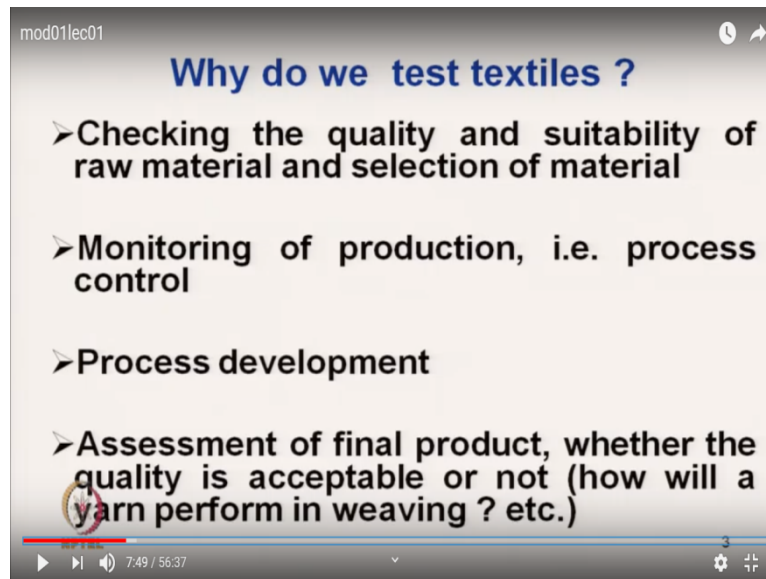 mod01lec01
Why do we test textiles ?
➢Checking the quality and suitability of
raw material and selection of material
➢Monitoring of production, i.e. process
control
➢Process development
➢Assessment of final product, whether the
quality is acceptable or not (how will a
yarn perform in weaving ? etc.)
3
7:49 / 56:37